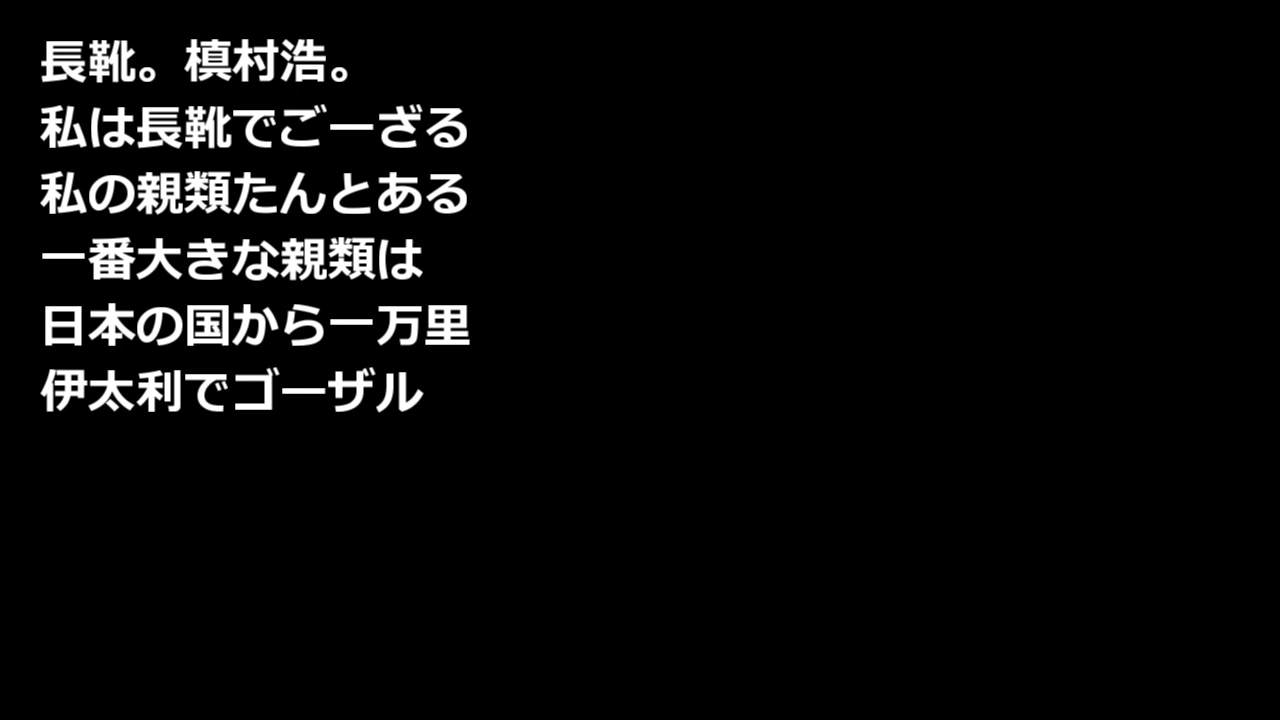 長靴。槙村浩。
私は長靴でごーざる
私の親類たんとある
一番大きな親類は
日本の国から一万里
伊太利でゴーザル